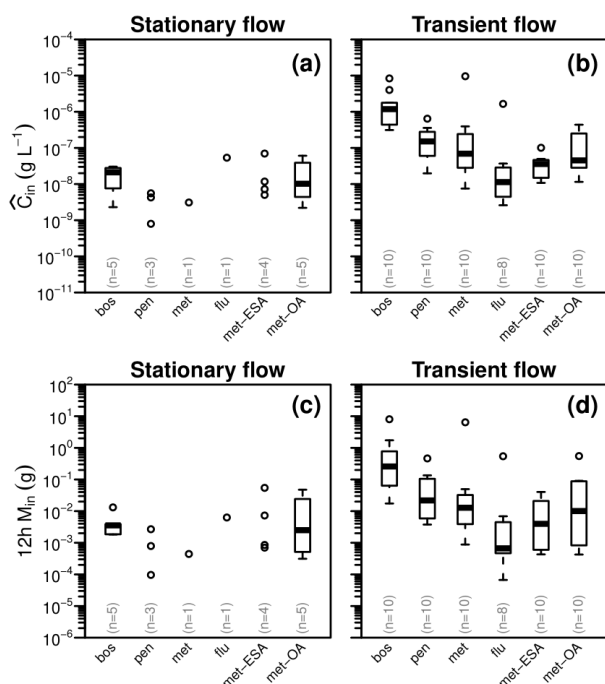 Stationary flow
Transient flow
(a)
(b)
Ĉin (g L−1)
10−4
10−5
10−6
10−7
10−8
10−9
10−10
10−11
(n=5) (n=3) (n=1) (n=1) (n=4) (n=5)
(n=10) (n=10) (n=10) (n=8) (n=10) (n=10)
bos pen met flu met−ESA met−OA
bos pen met flu met−ESA met−OA
Stationary flow
Transient flow
(c)
(d)
12h Min (g)
102
101
100
10−1
10−2
10−3
10−4
10−5
10−6
(n=5) (n=3) (n=1) (n=1) (n=4) (n=5)
(n=10) (n=10) (n=10) (n=8) (n=10) (n=10)
bos pen met flu met−ESA met−OA
bos pen met flu met−ESA met−OA